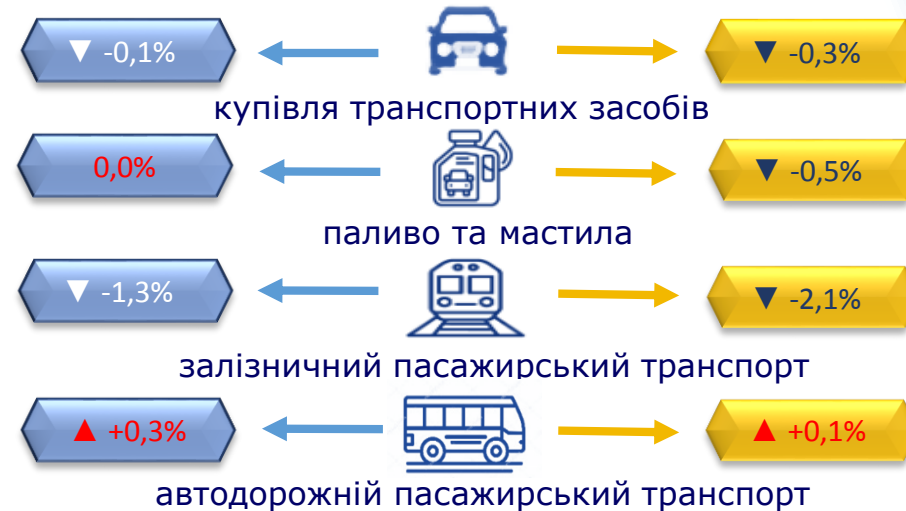 ▼ -0,1%
▼ -0,3%
купівля транспортних засобів
0,0%
▼ -0,5%
паливо та мастила
▼ -1,3%
▼ -2,1%
залізничний пасажирський транспорт
▲ +0,3%
▲ +0,1%
автодорожній пасажирський транспорт